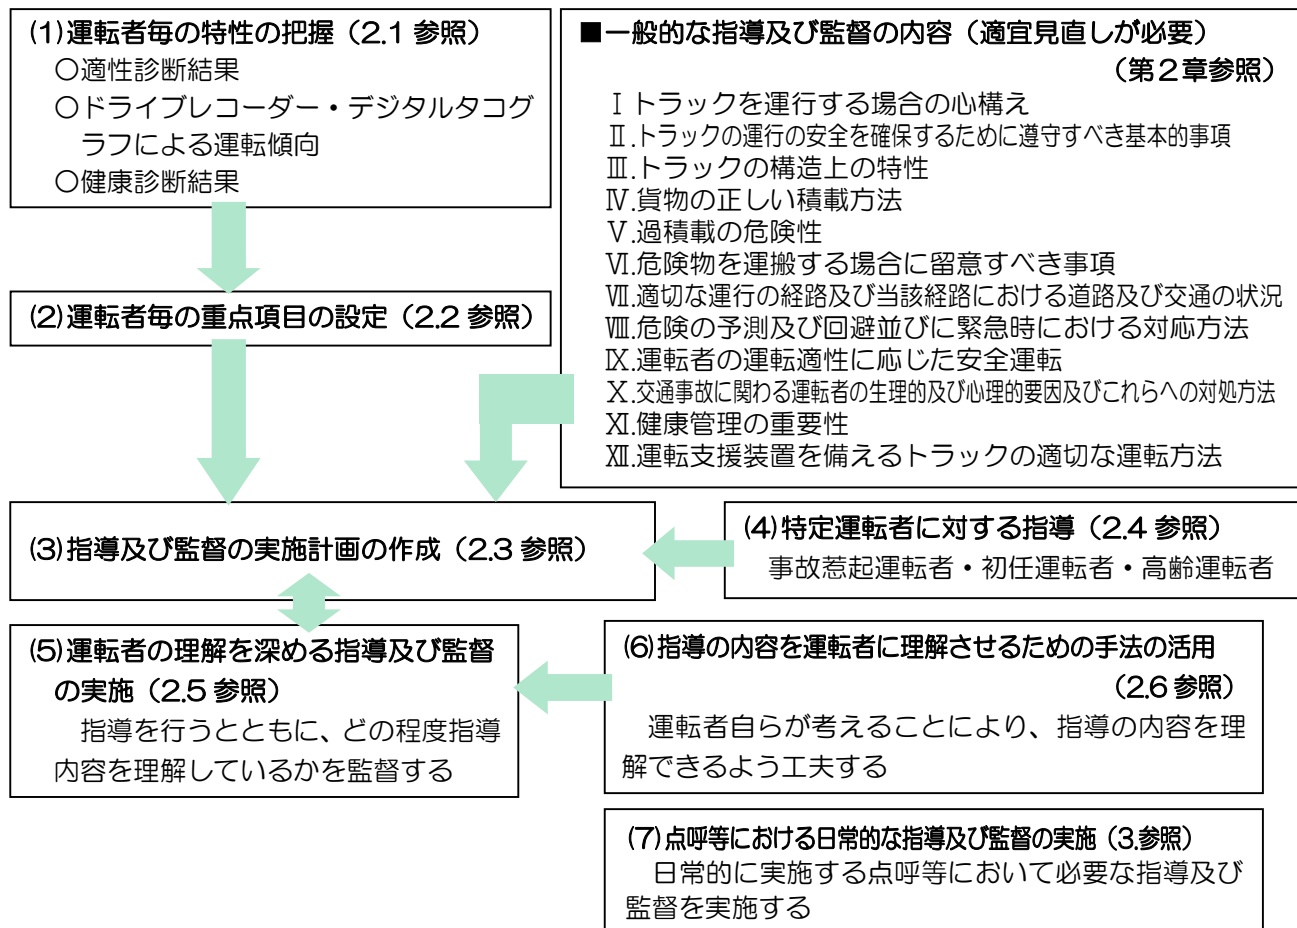 (1)運転者毎の特性の把握（2.1 参照）
〇適性診断結果
〇ドライブレコーダー・デジタルタコグ
ラフによる運転傾向
〇健康診断結果
(2)運転者毎の重点項目の設定（2.2 参照）
■一般的な指導及び監督の内容（適宜見直しが必要）
（第２章参照）
Ⅰトラックを運行する場合の心構え
Ⅱ.トラックの運行の安全を確保するために遵守すべき基本的事項
Ⅲ.トラックの構造上の特性
Ⅳ.貨物の正しい積載方法
Ⅴ.過積載の危険性
Ⅵ.危険物を運搬する場合に留意すべき事項
Ⅶ.適切な運行の経路及び当該経路における道路及び交通の状況
Ⅷ.危険の予測及び回避並びに緊急時における対応方法
Ⅸ.運転者の運転適性に応じた安全運転
Ⅹ.交通事故に関わる運転者の生理的及び心理的要因及びこれらへの対処方法
Ⅺ.健康管理の重要性
Ⅻ.運転支援装置を備えるトラックの適切な運転方法
(3)指導及び監督の実施計画の作成（2.3 参照）
(4)特定運転者に対する指導（2.4 参照）
事故惹起運転者・初任運転者・高齢運転者
(5)運転者の理解を深める指導及び監督
の実施（2.5 参照）
指導を行うとともに、どの程度指導
内容を理解しているかを監督する
(6)指導の内容を運転者に理解させるための手法の活用
（2.6 参照）
運転者自らが考えることにより、指導の内容を理
解できるよう工夫する
(7)点呼等における日常的な指導及び監督の実施（3.参照）
日常的に実施する点呼等において必要な指導及び
監督を実施する